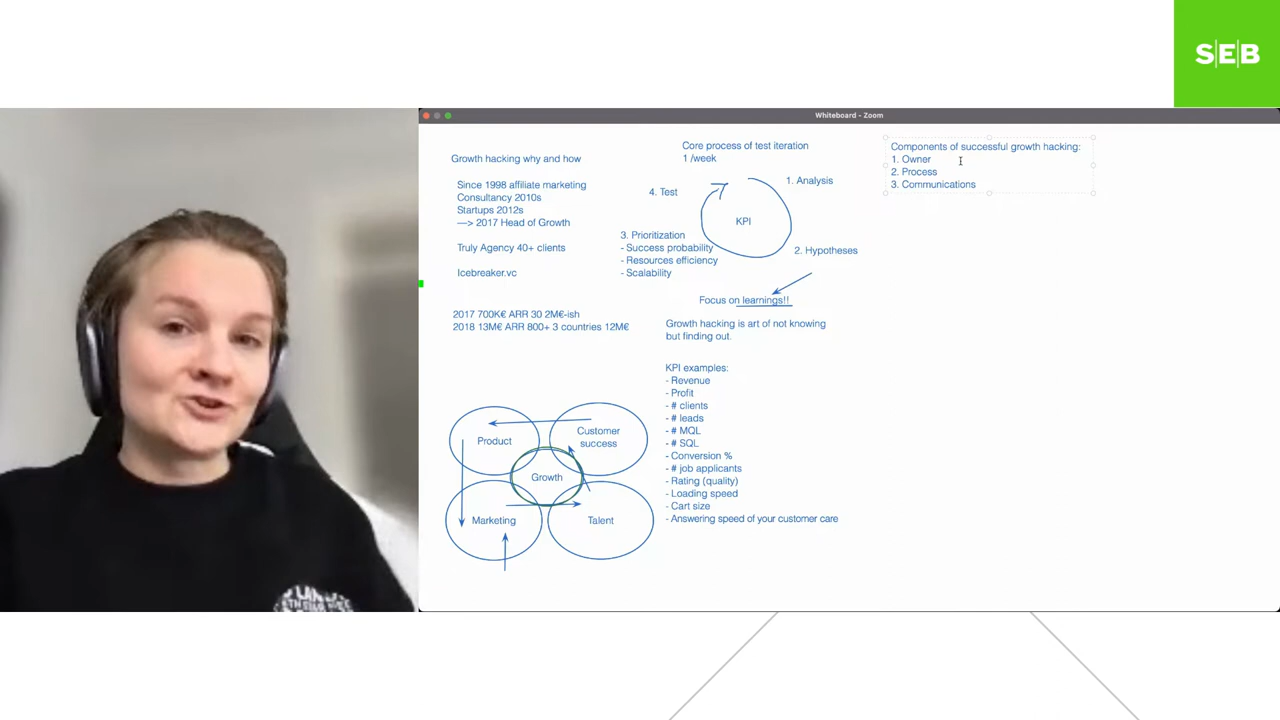 S|E|B
Whiteboard - Zoom
Growth hacking why and how
Since 1998 affiliate marketing
Consultancy 2010s
Startups 2012s
—> 2017 Head of Growth
Truly Agency 40+ clients
Icebreaker.vc
2017 700K€ ARR 30 2M€-ish
2018 13M€ ARR 800+ 3 countries 12M€
Product
Customer
success
Growth
Marketing
Talent
Core process of test iteration
1 /week
1. Analysis
4. Test
KPI
3. Prioritization
- Success probability
- Resources efficiency
- Scalability
2. Hypotheses
Focus on learnings!!
Growth hacking is art of not knowing
but finding out.
KPI examples:
- Revenue
- Profit
- # clients
- # leads
- # MQL
- # SQL
- Conversion %
- # job applicants
- Rating (quality)
- Loading speed
- Cart size
- Answering speed of your customer care
Components of successful growth hacking:
1. Owner
2. Process
3. Communications